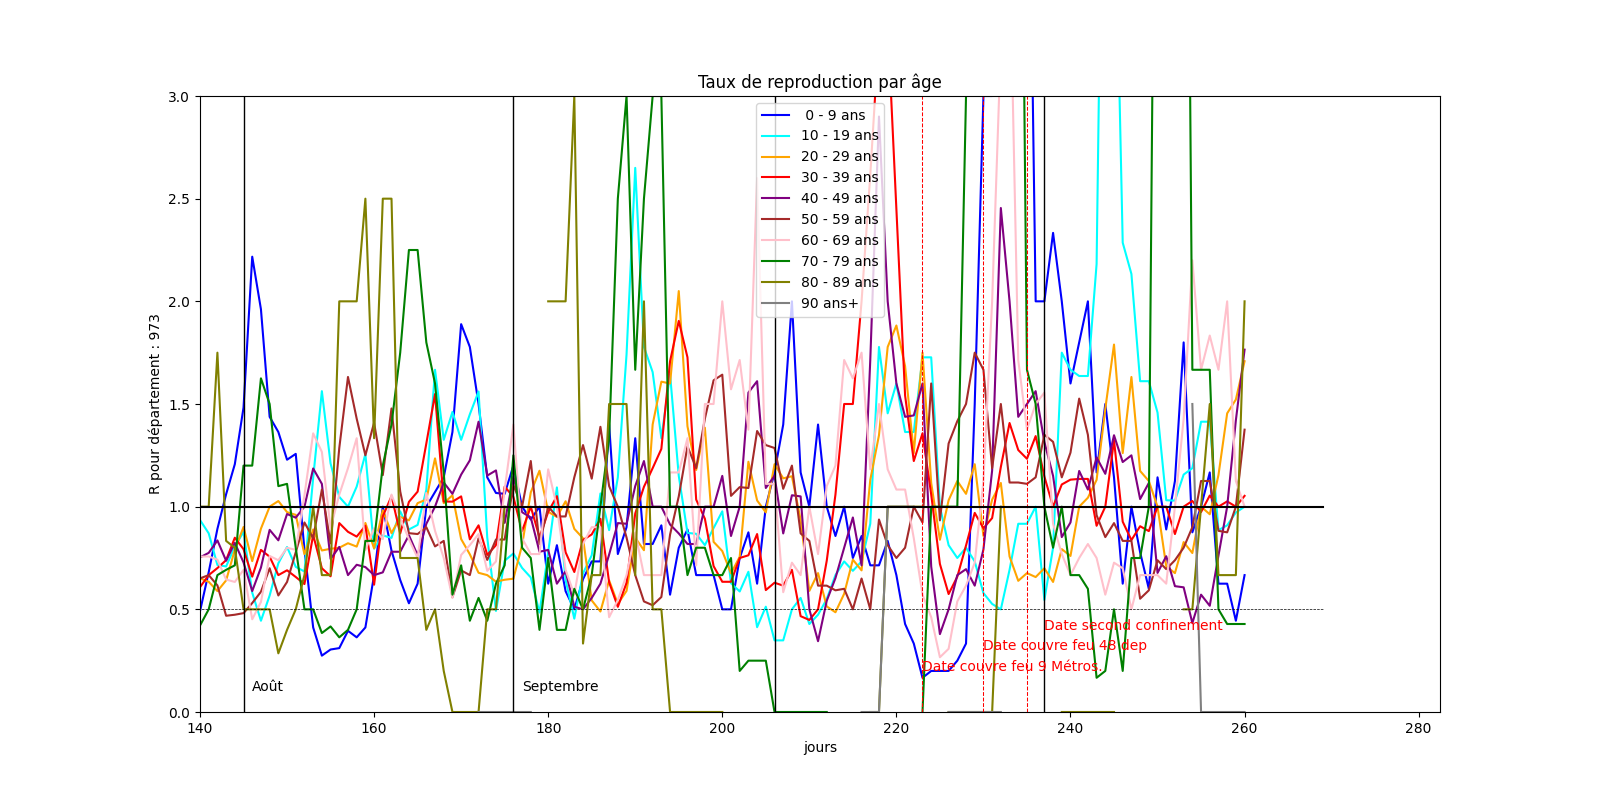 Taux de reproduction par âge
R pour département : 973
3.0
2.5
2.0
1.5
1.0
0.5
0.0
0 - 9 ans
10 - 19 ans
20 - 29 ans
30 - 39 ans
40 - 49 ans
50 - 59 ans
60 - 69 ans
70 - 79 ans
80 - 89 ans
90 ans+
Date second confinement
Date couvre feu 48 dep
Date couvre feu 9 Métros.
Août
Septembre
140 160 180 200 220 240 260 280
jours